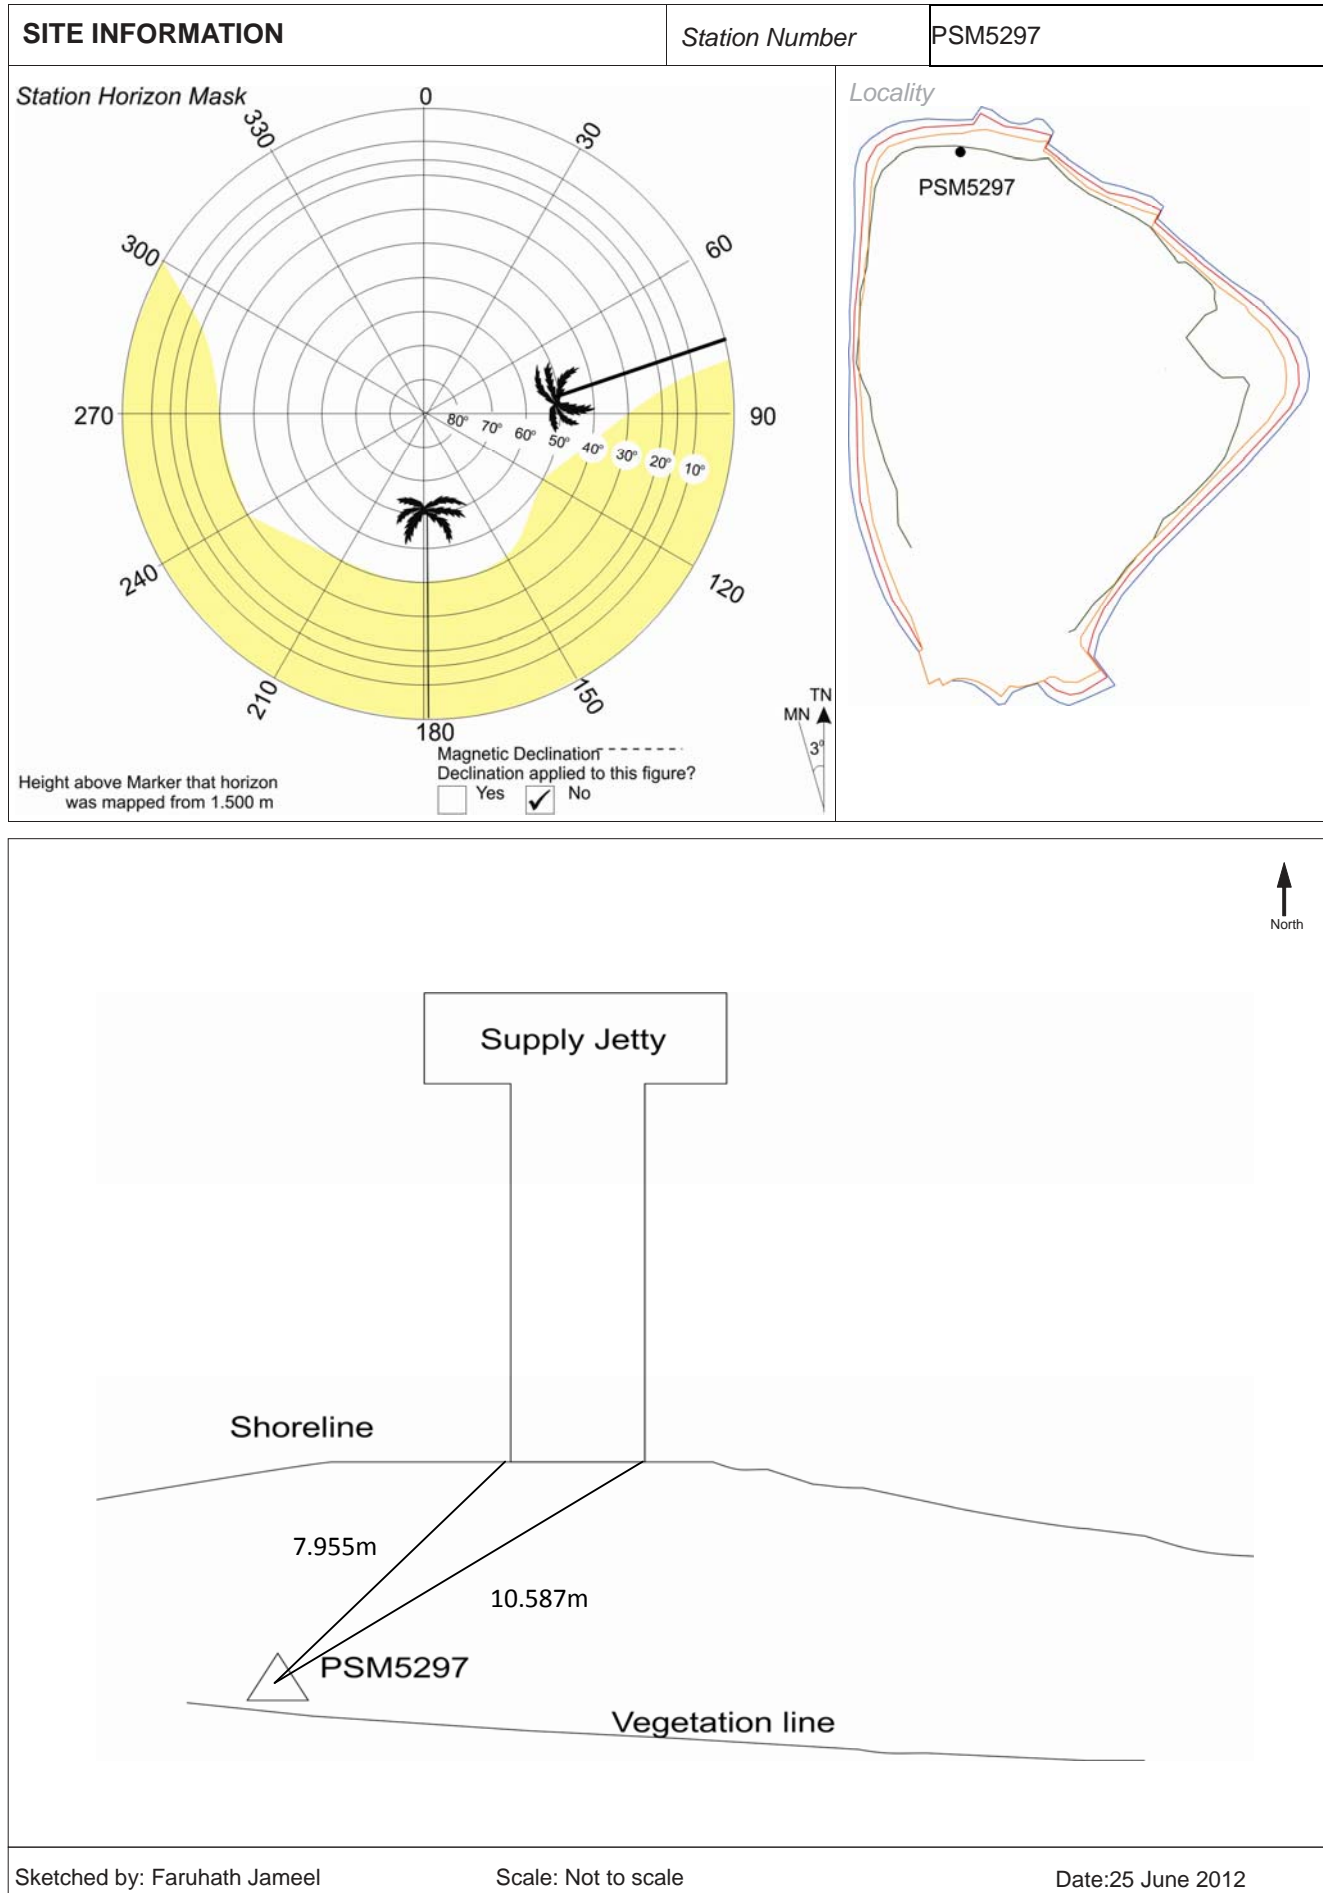 SITE INFORMATION
Station Number
PSM5297
Station Horizon Mask
0
30
60
90
120
150
180
210
240
270
300
330
80°
70°
60°
50°
40°
30°
20°
10°
Magnetic Declination
Declination applied to this figure?
Yes
No
Height above Marker that horizon
was mapped from 1.500 m
TN
MN
3°
Locality
PSM5297
North
Supply Jetty
Shoreline
7.955m
10.587m
PSM5297
Vegetation line
Sketched by: Faruhath Jameel
Scale: Not to scale
Date:25 June 2012